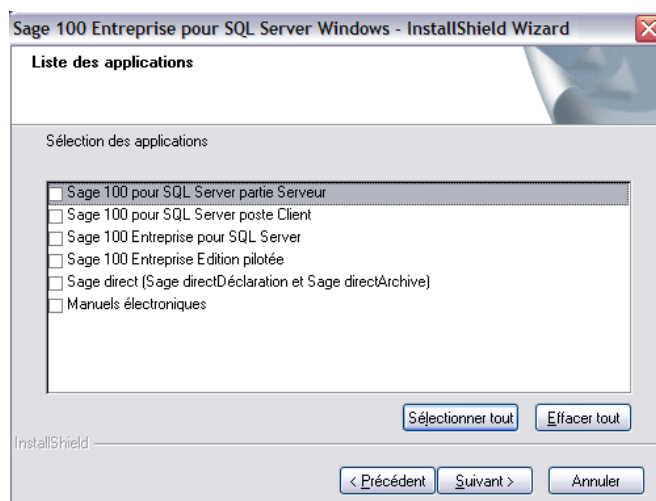 Sage 100 Entreprise pour SQL Server Windows - InstallShield Wizard
Liste des applications
Sélection des applications
Sage 100 pour SQL Server partie Serveur
Sage 100 pour SQL Server poste Client
Sage 100 Entreprise pour SQL Server
Sage 100 Entreprise Edition pilotée
Sage direct (Sage directDéclaration et Sage directArchive)
Manuels électroniques
Sélectionner tout Effacer tout
InstallShield
< Précédent Suivant > Annuler